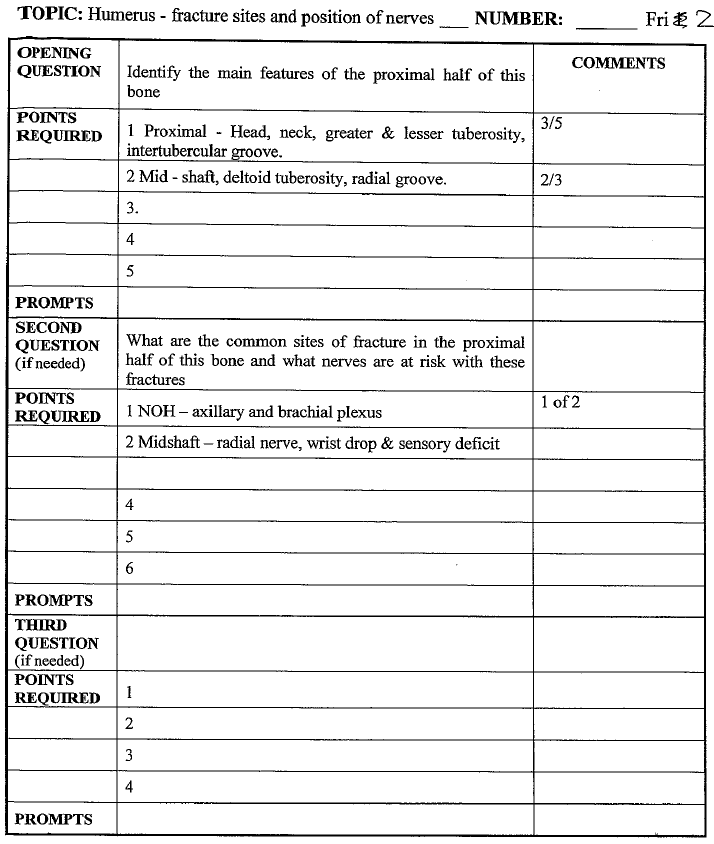 TOPIC: Humerus - fracture sites and position of nerves ___ NUMBER: ______ Fri 2
OPENING QUESTION
Identify the main features of the proximal half of this bone
COMMENTS
POINTS REQUIRED
1 Proximal - Head, neck, greater & lesser tuberosity, intertubercular groove.
3/5
2 Mid - shaft, deltoid tuberosity, radial groove.
2/3
3.
4
5
PROMPTS
SECOND QUESTION (if needed)
What are the common sites of fracture in the proximal half of this bone and what nerves are at risk with these fractures
POINTS REQUIRED
1 NOH – axillary and brachial plexus
1 of 2
2 Midshaft – radial nerve, wrist drop & sensory deficit
4
5
6
PROMPTS
THIRD QUESTION (if needed)
POINTS REQUIRED
1
2
3
4
PROMPTS